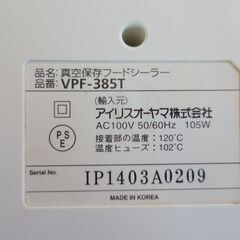 品名：真空保存フードシーラー
品番：VPF-385T
（輸入元）
アイリスオーヤマ株式会社
AC100V 50/60Hz 105W
接着部の温度：120℃
温度ヒューズ：102℃
PSE
Serial No.
IP1403A0209
MADE IN KOREA